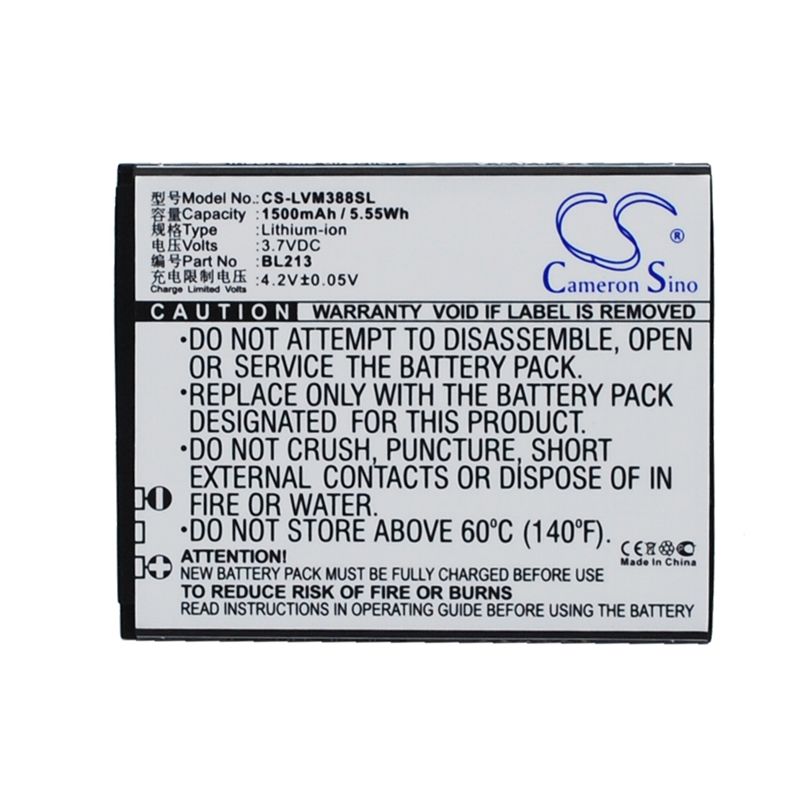 型号Model No.:CS-LVM388SL
容量Capacity :1500mAh / 5.55Wh
类型Type :Lithium-ion
电压Volts :3.7VDC
编号Part No :BL213
充电限制电压:4.2V±0.05V
Charge Limited Volts
CS ®
Cameron Sino
CAUTION WARRANTY VOID IF LABEL IS REMOVED
•DO NOT ATTEMPT TO DISASSEMBLE, OPEN
OR SERVICE THE BATTERY PACK.
•REPLACE ONLY WITH THE BATTERY PACK
DESIGNATED FOR THIS PRODUCT.
•DO NOT CRUSH, PUNCTURE, SHORT
EXTERNAL CONTACTS OR DISPOSE OF IN
FIRE OR WATER.
•DO NOT STORE ABOVE 60°C (140°F).
CE
Made In China
ATTENTION!
NEW BATTERY PACK MUST BE FULLY CHARGED BEFORE INITIAL USE
TO REDUCE RISK OF FIRE OR BURNS
READ INSTRUCTIONS IN OPERATING GUIDE BEFORE USING BATTERY PACK